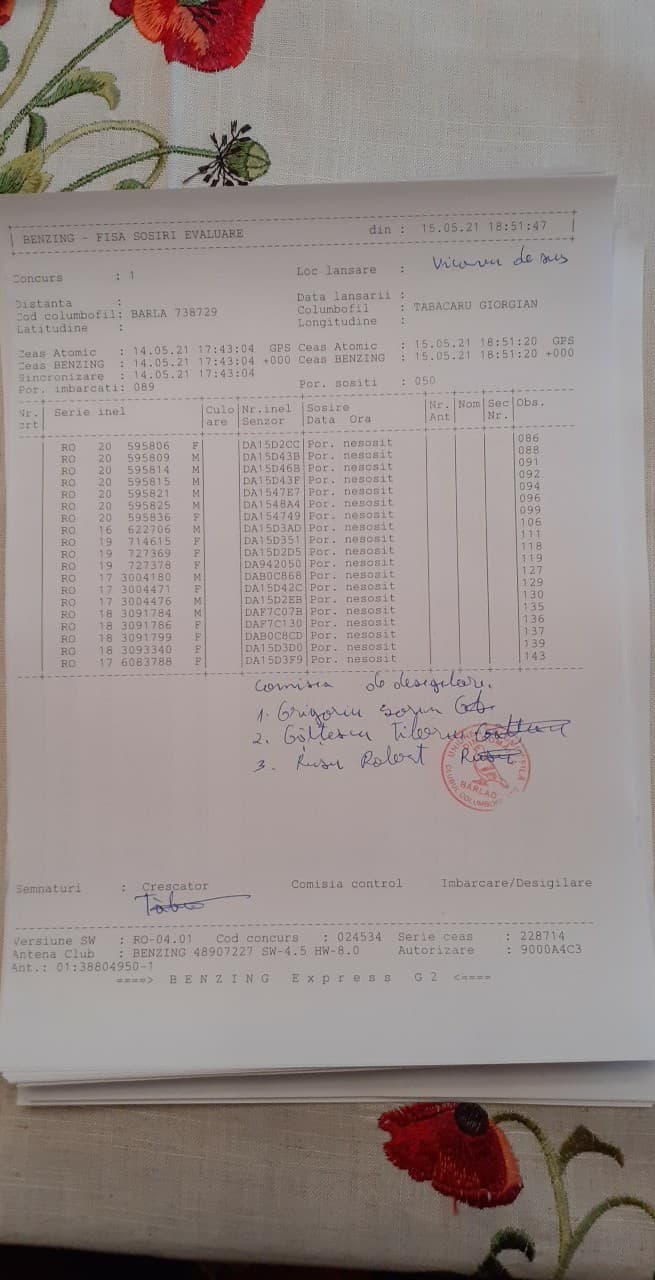 BENZING - FISA SOSIRI EVALUARE din : 15.05.21 18:51:47
Concurs : 1 Loc lansare : Vicovu de sus
Distanta : Data lansarii :
Cod columbofil: BARLA 738729 Columbofil : TABACARU GIORGIAN
Latitudine : Longitudine :
Ceas Atomic : 14.05.21 17:43:04 GPS Ceas Atomic : 15.05.21 18:51:20 GPS
Ceas BENZING : 14.05.21 17:43:04 +000 Ceas BENZING : 15.05.21 18:51:20 +000
Sincronizare : 14.05.21 17:43:04
Por. imbarcati: 089 Por. sositi : 050
Nr. Serie inel Culo Nr.inel Sosire Nr. Nom Sec Obs.
crt are Senzor Data Ora Ant Nr.
RO 20 595806 F DA15D2CC Por. nesosit 086
RO 20 595809 M DA15D43B Por. nesosit 088
RO 20 595814 M DA15D46B Por. nesosit 091
RO 20 595815 M DA15D43F Por. nesosit 092
RO 20 595821 M DA1547E7 Por. nesosit 094
RO 20 595825 M DA1548A4 Por. nesosit 096
RO 20 595836 F DA154749 Por. nesosit 099
RO 16 622706 M DA15D3AD Por. nesosit 106
RO 19 714615 F DA15D351 Por. nesosit 111
RO 19 727369 F DA15D2D5 Por. nesosit 118
RO 19 727378 F DA942050 Por. nesosit 119
RO 17 3004180 M DAB0C868 Por. nesosit 127
RO 17 3004471 F DA15D42C Por. nesosit 129
RO 17 3004476 M DA15D2EB Por. nesosit 130
RO 18 3091784 M DAF7C07B Por. nesosit 135
RO 18 3091786 F DAF7C130 Por. nesosit 136
RO 18 3091799 F DAB0C8CD Por. nesosit 137
RO 18 3093340 F DA15D3D0 Por. nesosit 139
RO 17 6083788 F DA15D3F9 Por. nesosit 143
Comisia de desigilare.
1. Grigoriu Sorin
2. Tiberiu
3. Rusu Robert
BARLAD
CLUBUL
Semnaturi : Crescator Comisia control Imbarcare/Desigilare
Versiune SW : RO-04.01 Cod concurs : 024534 Serie ceas : 228714
Antena Club : BENZING 48907227 SW-4.5 HW-8.0 Autorizare : 9000A4C3
Ant.: 01:38804950-1
====> B E N Z I N G E x p r e s s G 2 <====